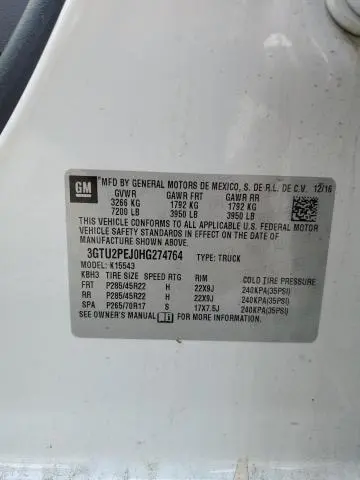 GM
MFD BY GENERAL MOTORS DE MEXICO, S. DE R.L. DE C.V. 12/16
GVWR GAWR FRT GAWR RR
3266 KG 1792 KG 1792 KG
7200 LB 3950 LB 3950 LB
THIS VEHICLE CONFORMS TO ALL APPLICABLE U.S. FEDERAL MOTOR
VEHICLE SAFETY STANDARDS IN EFFECT ON THE DATE OF
MANUFACTURE SHOWN ABOVE.
3GTU2PEJ0HG274764 TYPE: TRUCK
MODEL: K15543
KBH3 TIRE SIZE SPEED RTG RIM COLD TIRE PRESSURE
FRT P285/45R22 H 22X9J 240KPA(35PSI)
RR P285/45R22 H 22X9J 240KPA(35PSI)
SPA P265/70R17 S 17X7.5J 240KPA(35PSI)
SEE OWNER'S MANUAL FOR MORE INFORMATION.